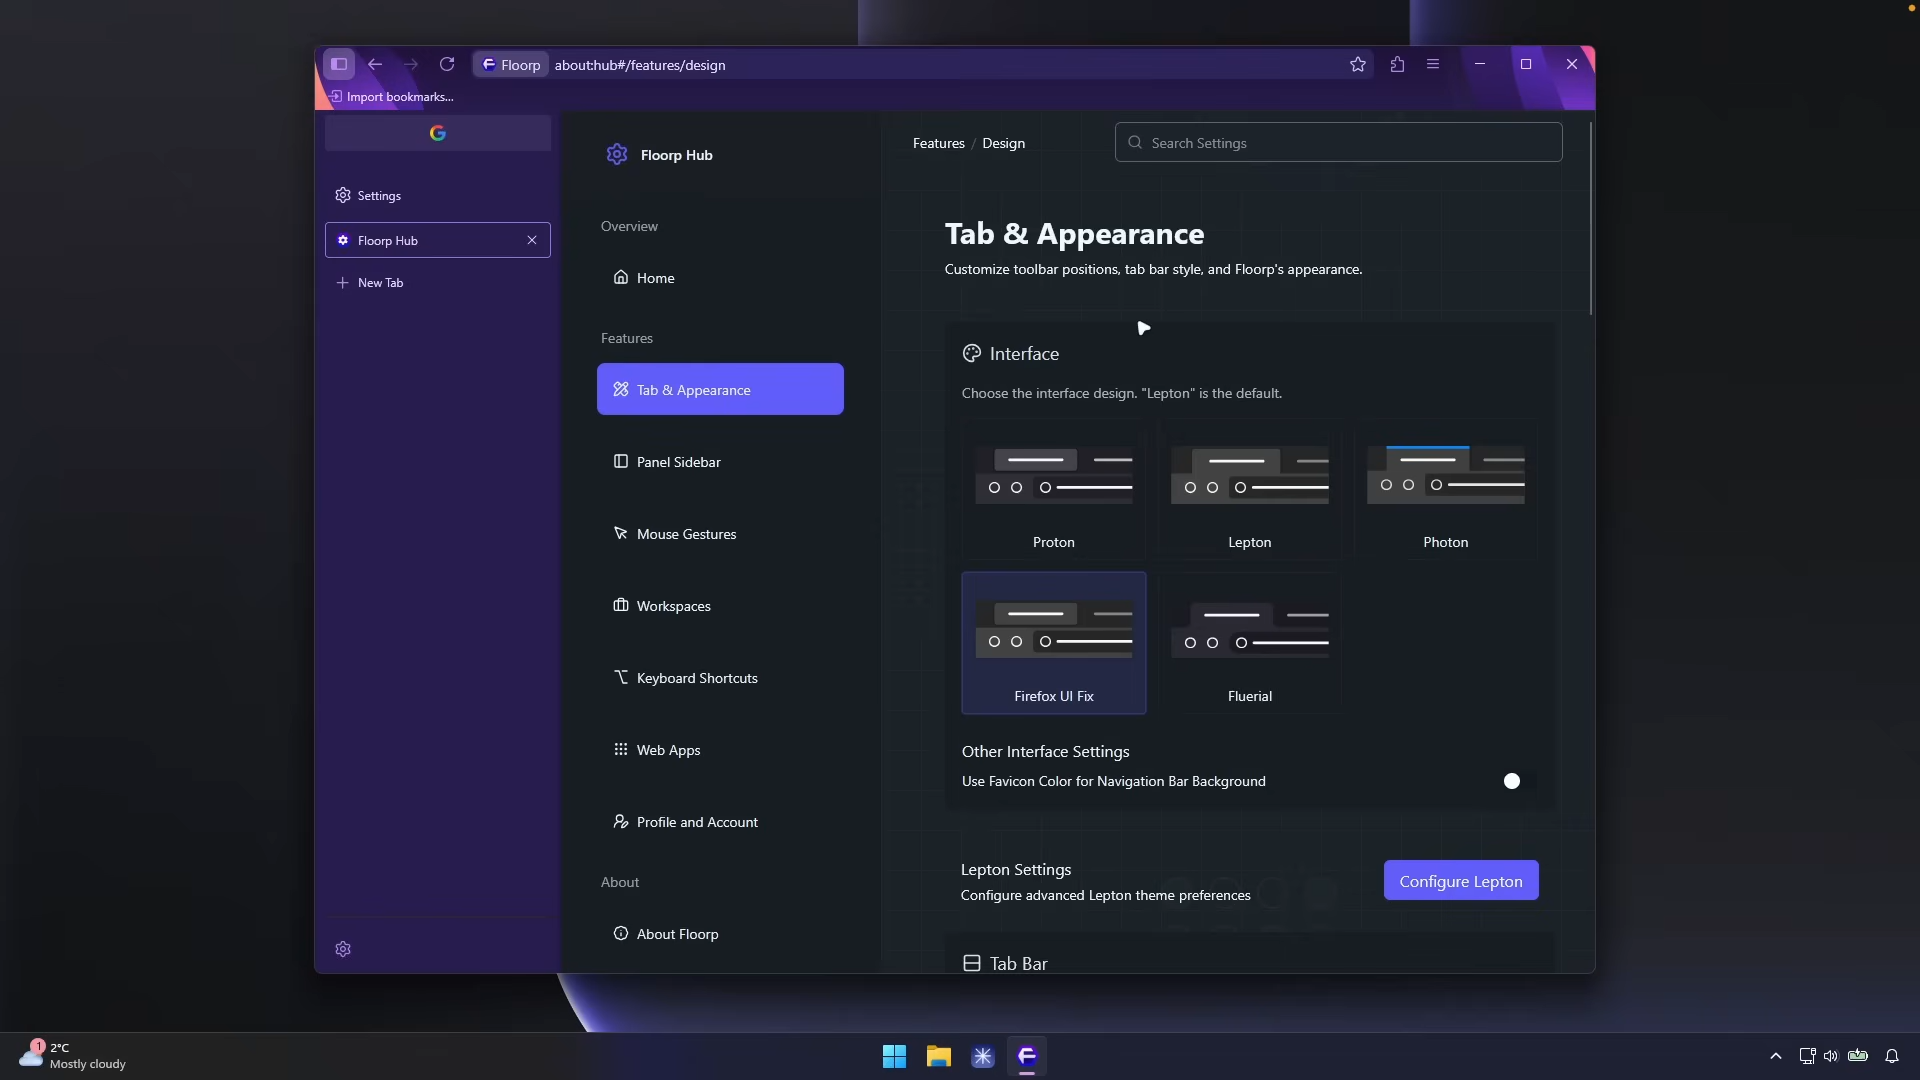 Floorp
about:hub#/features/design
Import bookmarks...
Settings
Floorp Hub
New Tab
Floorp Hub
Overview
Home
Features
Tab & Appearance
Panel Sidebar
Mouse Gestures
Workspaces
Keyboard Shortcuts
Web Apps
Profile and Account
About
About Floorp
Features / Design
Search Settings
Tab & Appearance
Customize toolbar positions, tab bar style, and Floorp's appearance.
Interface
Choose the interface design. "Lepton" is the default.
Proton
Lepton
Photon
Firefox UI Fix
Fluerial
Other Interface Settings
Use Favicon Color for Navigation Bar Background
Lepton Settings
Configure advanced Lepton theme preferences
Configure Lepton
Tab Bar
1
2°C
Mostly cloudy